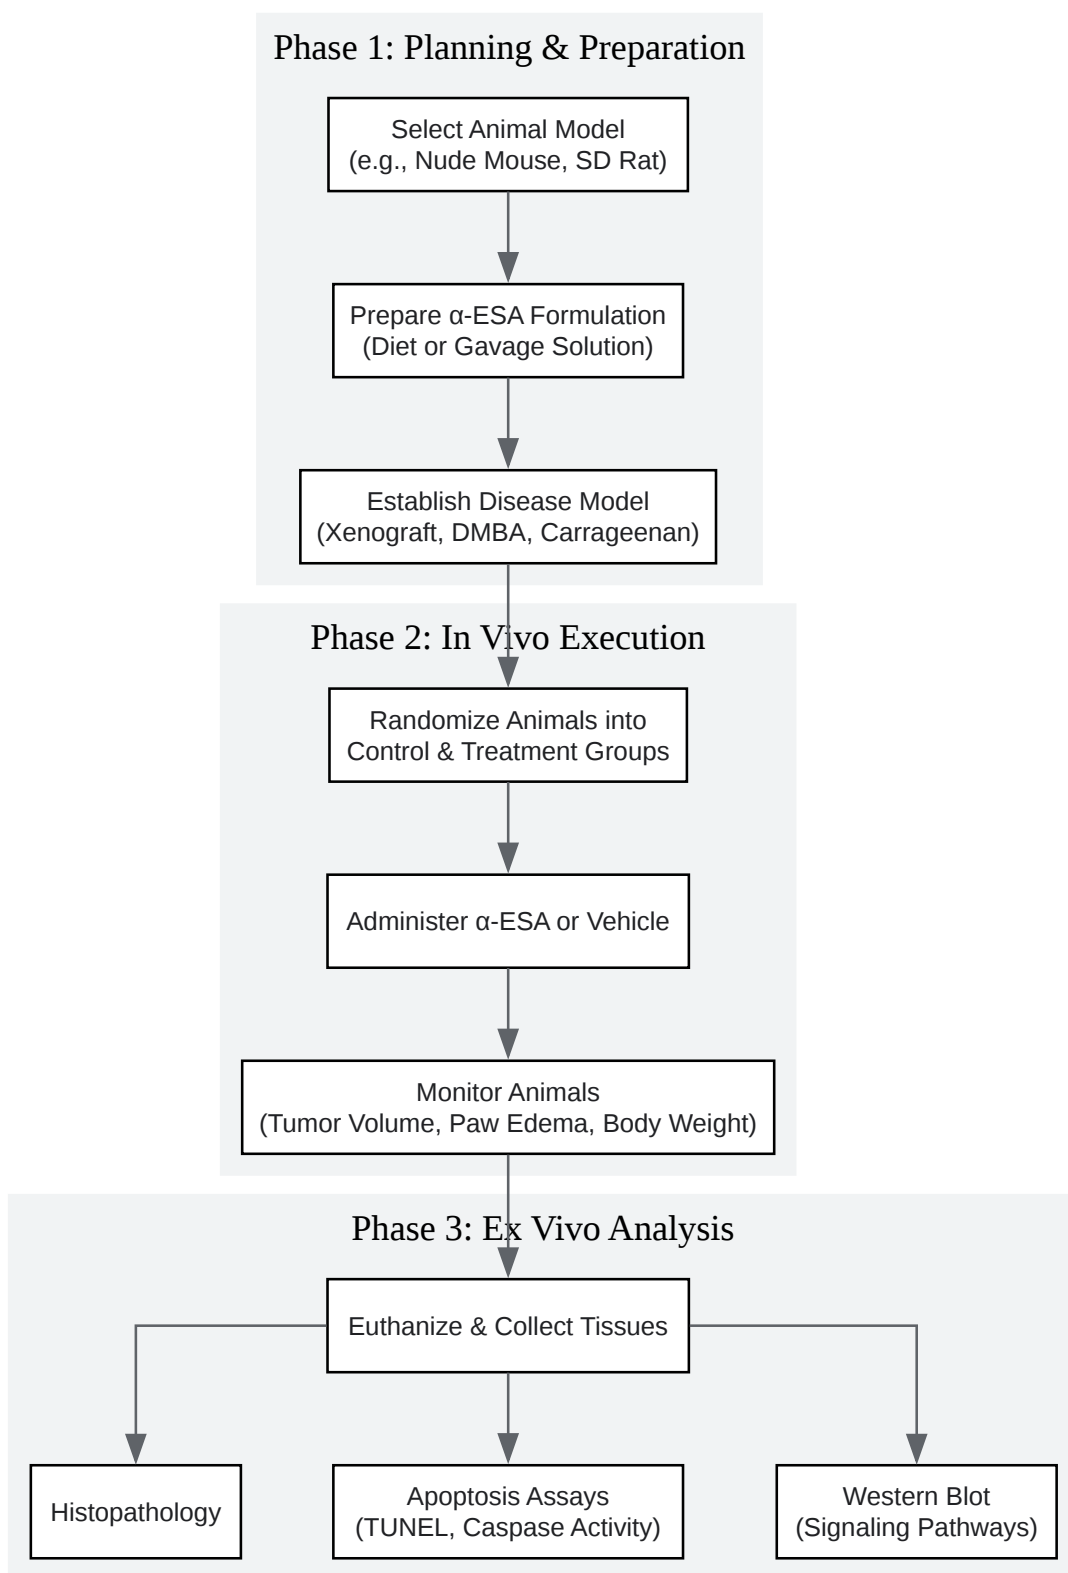 Phase 1: Planning & Preparation
Select Animal Model
(e.g., Nude Mouse, SD Rat)
Prepare α-ESA Formulation
(Diet or Gavage Solution)
Establish Disease Model
(Xenograft, DMBA, Carrageenan)
Phase 2: In Vivo Execution
Randomize Animals into
Control & Treatment Groups
Administer α-ESA or Vehicle
Monitor Animals
(Tumor Volume, Paw Edema, Body Weight)
Phase 3: Ex Vivo Analysis
Euthanize & Collect Tissues
Histopathology
Apoptosis Assays
(TUNEL, Caspase Activity)
Western Blot
(Signaling Pathways)